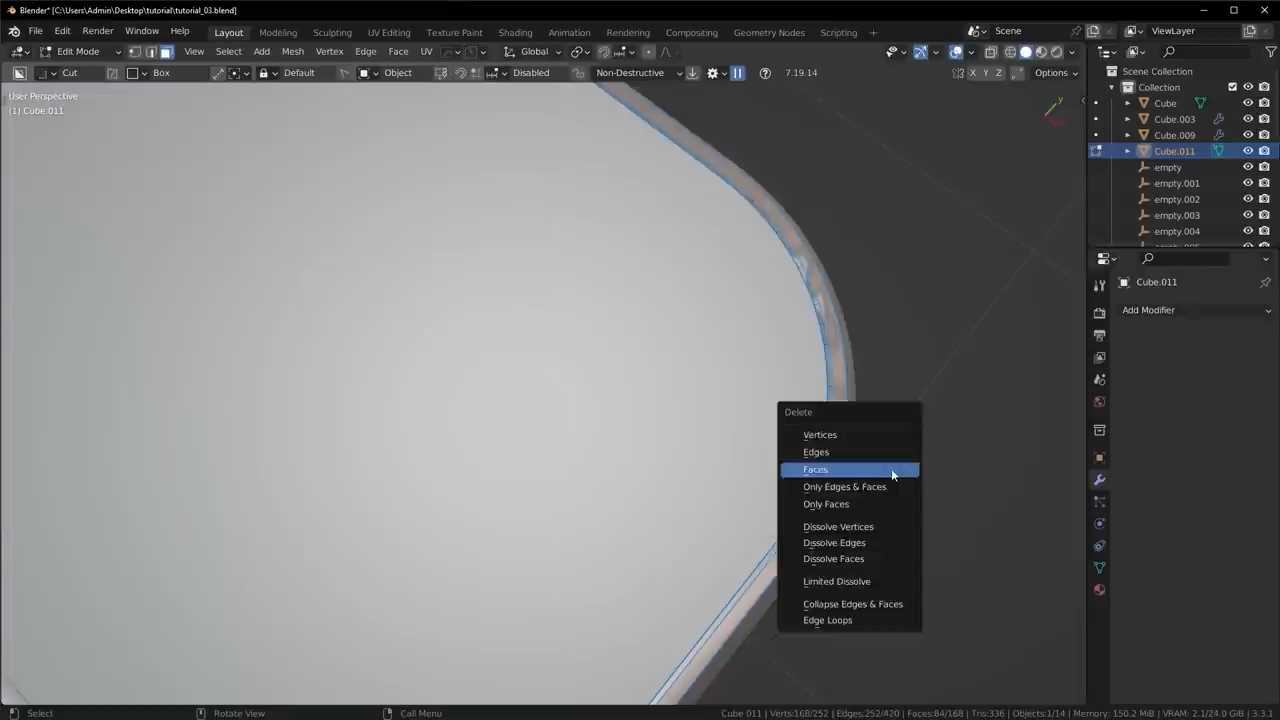 Blender* [C:\Users\Admin\Desktop\tutorial\tutorial_03.blend]
File Edit Render Window Help Layout Modeling Sculpting UV Editing Texture Paint Shading Animation Rendering Compositing Geometry Nodes Scripting + Scene ViewLayer
Edit Mode View Select Add Mesh Vertex Edge Face UV Global
Cut Box Default Object Disabled Non-Destructive 7.19.14 X Y Z Options
User Perspective
(1) Cube.011
y
Scene Collection
Collection
Cube
Cube.003
Cube.009
Cube.011
empty
empty.001
empty.002
empty.003
empty.004
Cube.011
Add Modifier
Delete
Vertices
Edges
Faces
Only Edges & Faces
Only Faces
Dissolve Vertices
Dissolve Edges
Dissolve Faces
Limited Dissolve
Collapse Edges & Faces
Edge Loops
Select Rotate View Call Menu Cube 011 | Verts:168/252 | Edges:252/420 | Faces:84/168 | Tris:336 | Objects:1/14 | Memory: 150.2 MiB | VRAM: 2.1/24.0 GiB | 3.3.1